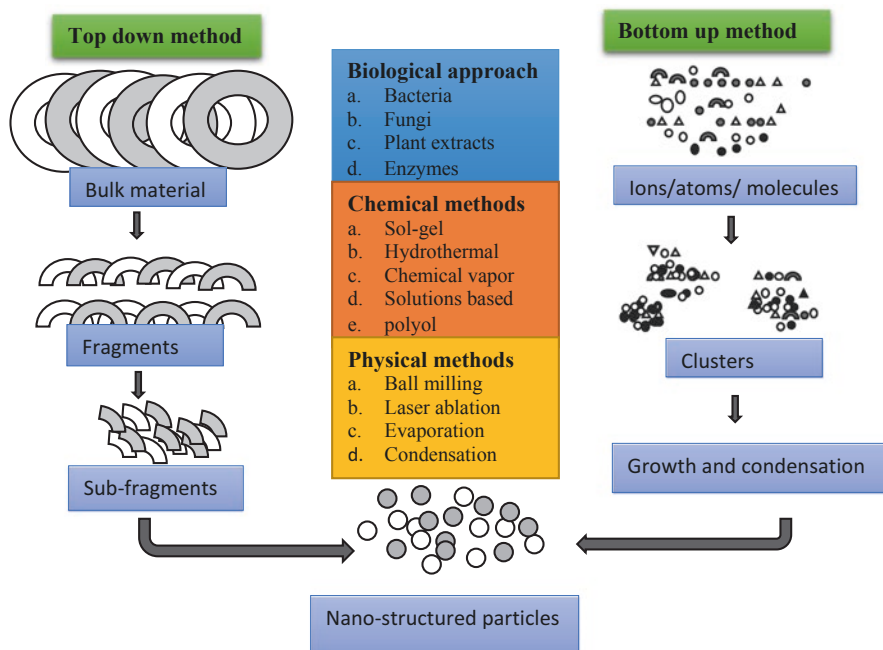 Top down method
Bulk material
Fragments
Sub-fragments
Biological approach
a. Bacteria
b. Fungi
c. Plant extracts
d. Enzymes
Chemical methods
a. Sol-gel
b. Hydrothermal
c. Chemical vapor
d. Solutions based
e. polyol
Physical methods
a. Ball milling
b. Laser ablation
c. Evaporation
d. Condensation
Bottom up method
Ions/atoms/ molecules
Clusters
Growth and condensation
Nano-structured particles